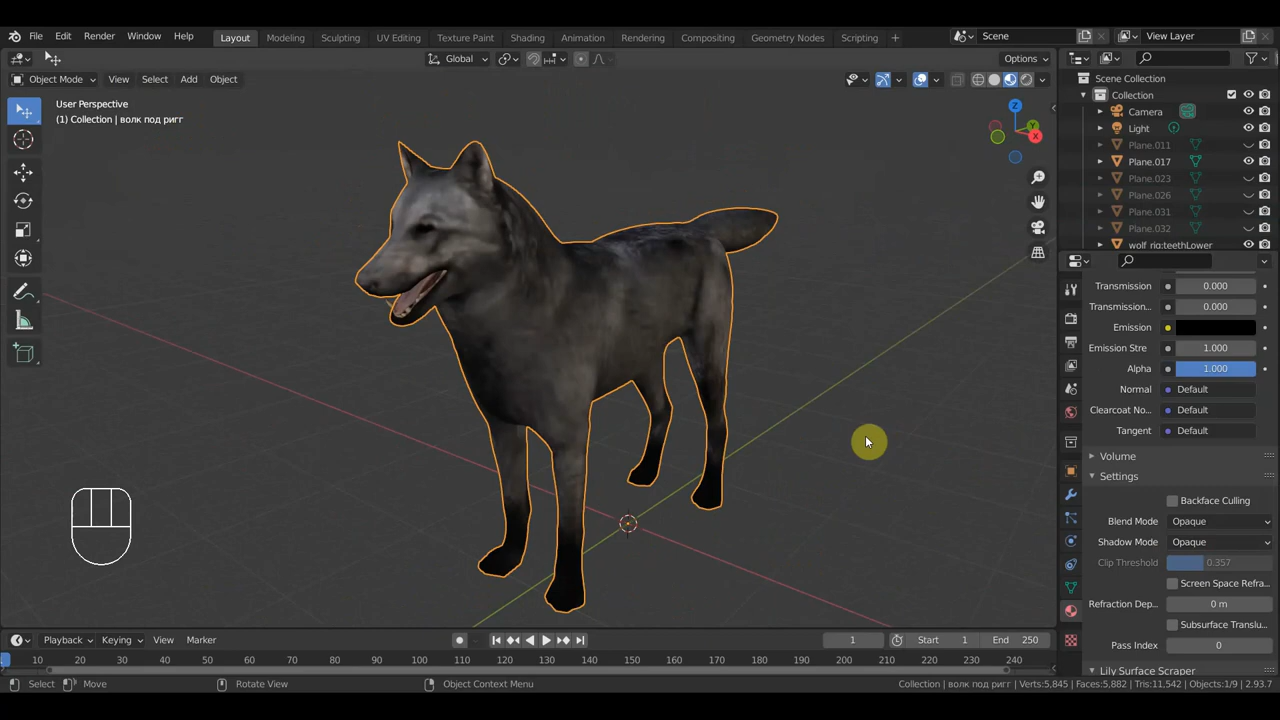 File Edit Render Window Help Layout Modeling Sculpting UV Editing Texture Paint Shading Animation Rendering Compositing Geometry Nodes Scripting + Scene View Layer
Global Options
Object Mode View Select Add Object
User Perspective
(1) Collection | волк под ригг
Z
Y
X
Scene Collection
Collection
Camera
Light
Plane.011
Plane.017
Plane.023
Plane.026
Plane.031
Plane.032
wolf_rig:teethLower
Transmission 0.000
Transmission... 0.000
Emission
Emission Stre 1.000
Alpha 1.000
Normal Default
Clearcoat No... Default
Tangent Default
Volume
Settings
Backface Culling
Blend Mode Opaque
Shadow Mode Opaque
Clip Threshold 0.357
Screen Space Refra...
Refraction Dep... 0 m
Subsurface Translu...
Pass Index 0
Lily Surface Scraper
Playback Keying View Marker 1 Start 1 End 250
10 20 30 40 50 60 70 80 90 100 110 120 130 140 150 160 170 180 190 200 210 220 230 240
Select Move Rotate View Object Context Menu Collection | волк под ригг | Verts:5,845 | Faces:5,882 | Tris:11,542 | Objects:1/9 | 2.93.7